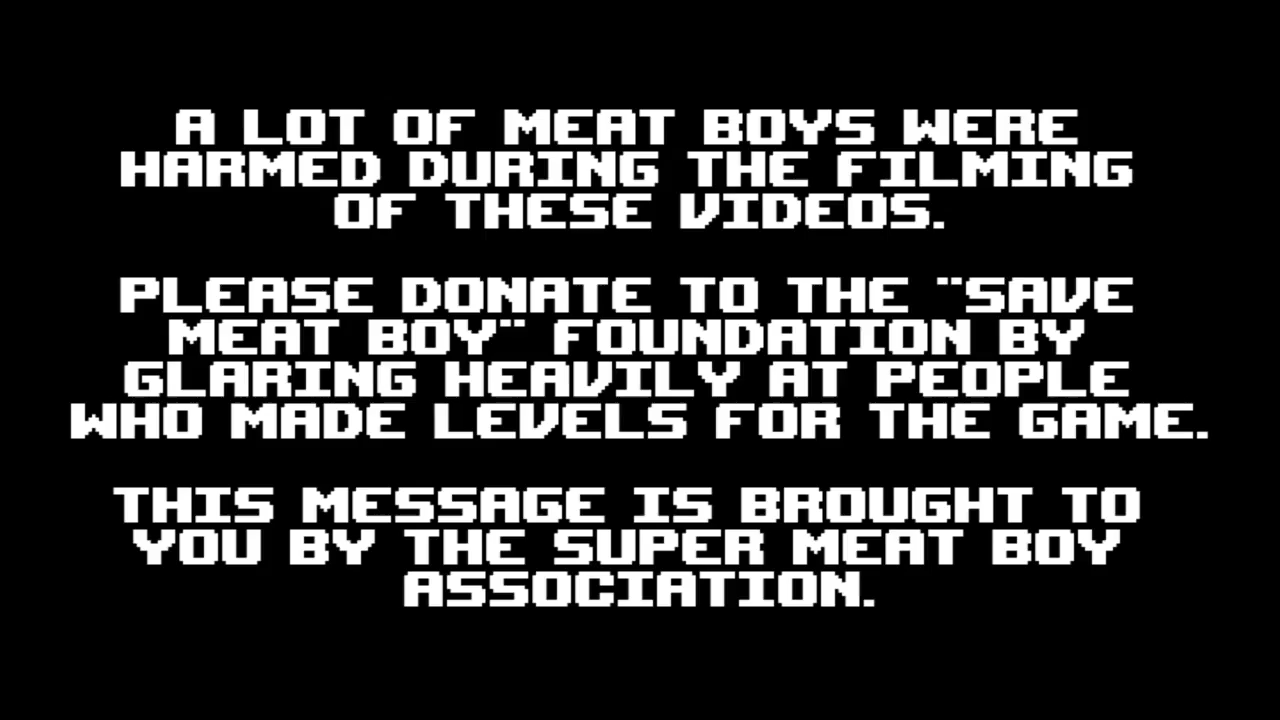 A LOT OF MEAT BOYS WERE
HARMED DURING THE FILMING
OF THESE VIDEOS.
PLEASE DONATE TO THE "SAVE
MEAT BOY" FOUNDATION BY
GLARING HEAVILY AT PEOPLE
WHO MADE LEVELS FOR THE GAME.
THIS MESSAGE IS BROUGHT TO
YOU BY THE SUPER MEAT BOY
ASSOCIATION.